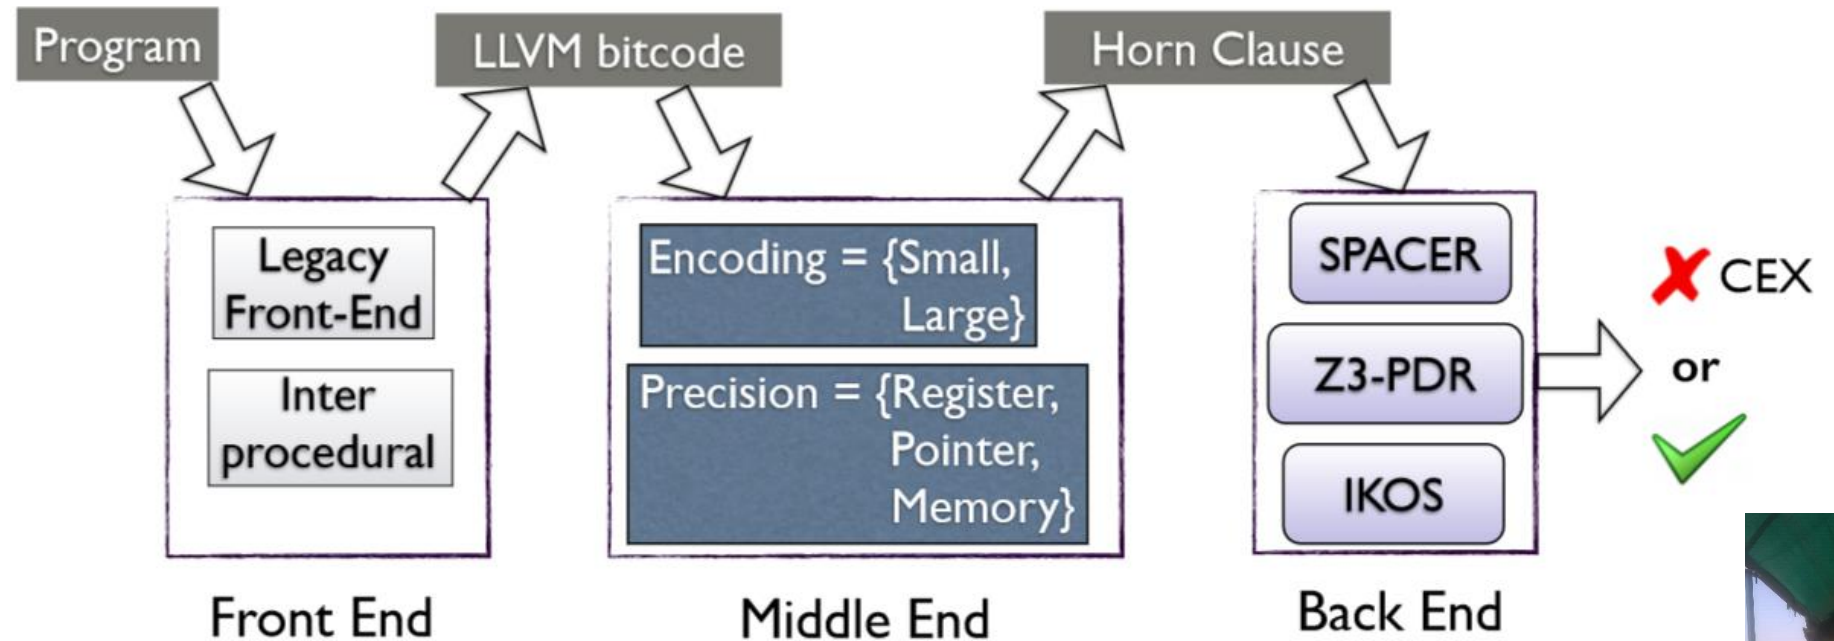 Program
LLVM bitcode
Horn Clause
Legacy
Front-End
Inter
procedural
Encoding = {Small,
Large}
Precision = {Register,
Pointer,
Memory}
SPACER
Z3-PDR
IKOS
CEX
or
Front End
Middle End
Back End